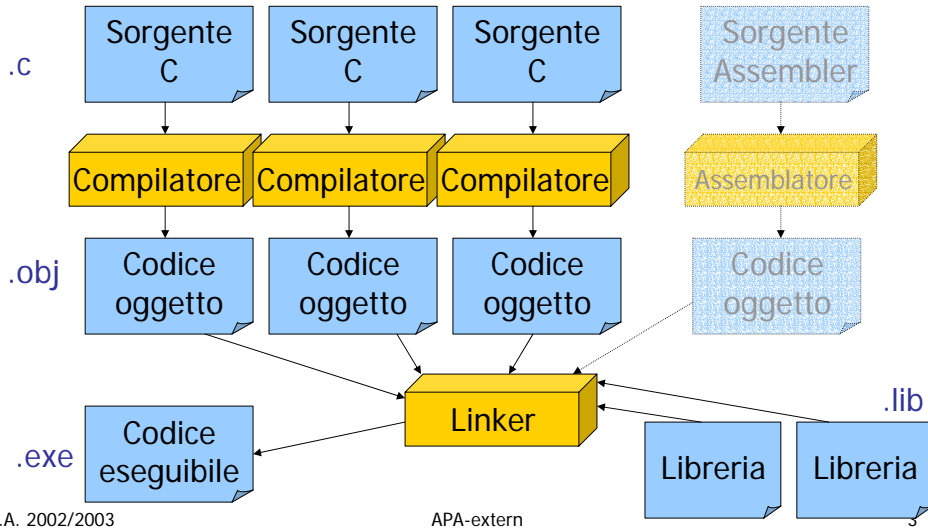 Sorgente
C
Sorgente
C
Sorgente
C
Sorgente
Assembler
.c
Compilatore
Compilatore
Compilatore
Assemblatore
.obj
Codice
oggetto
Codice
oggetto
Codice
oggetto
Codice
oggetto
Linker
.lib
.exe
Codice
eseguibile
Libreria
Libreria
.A. 2002/2003
APA-extern
3